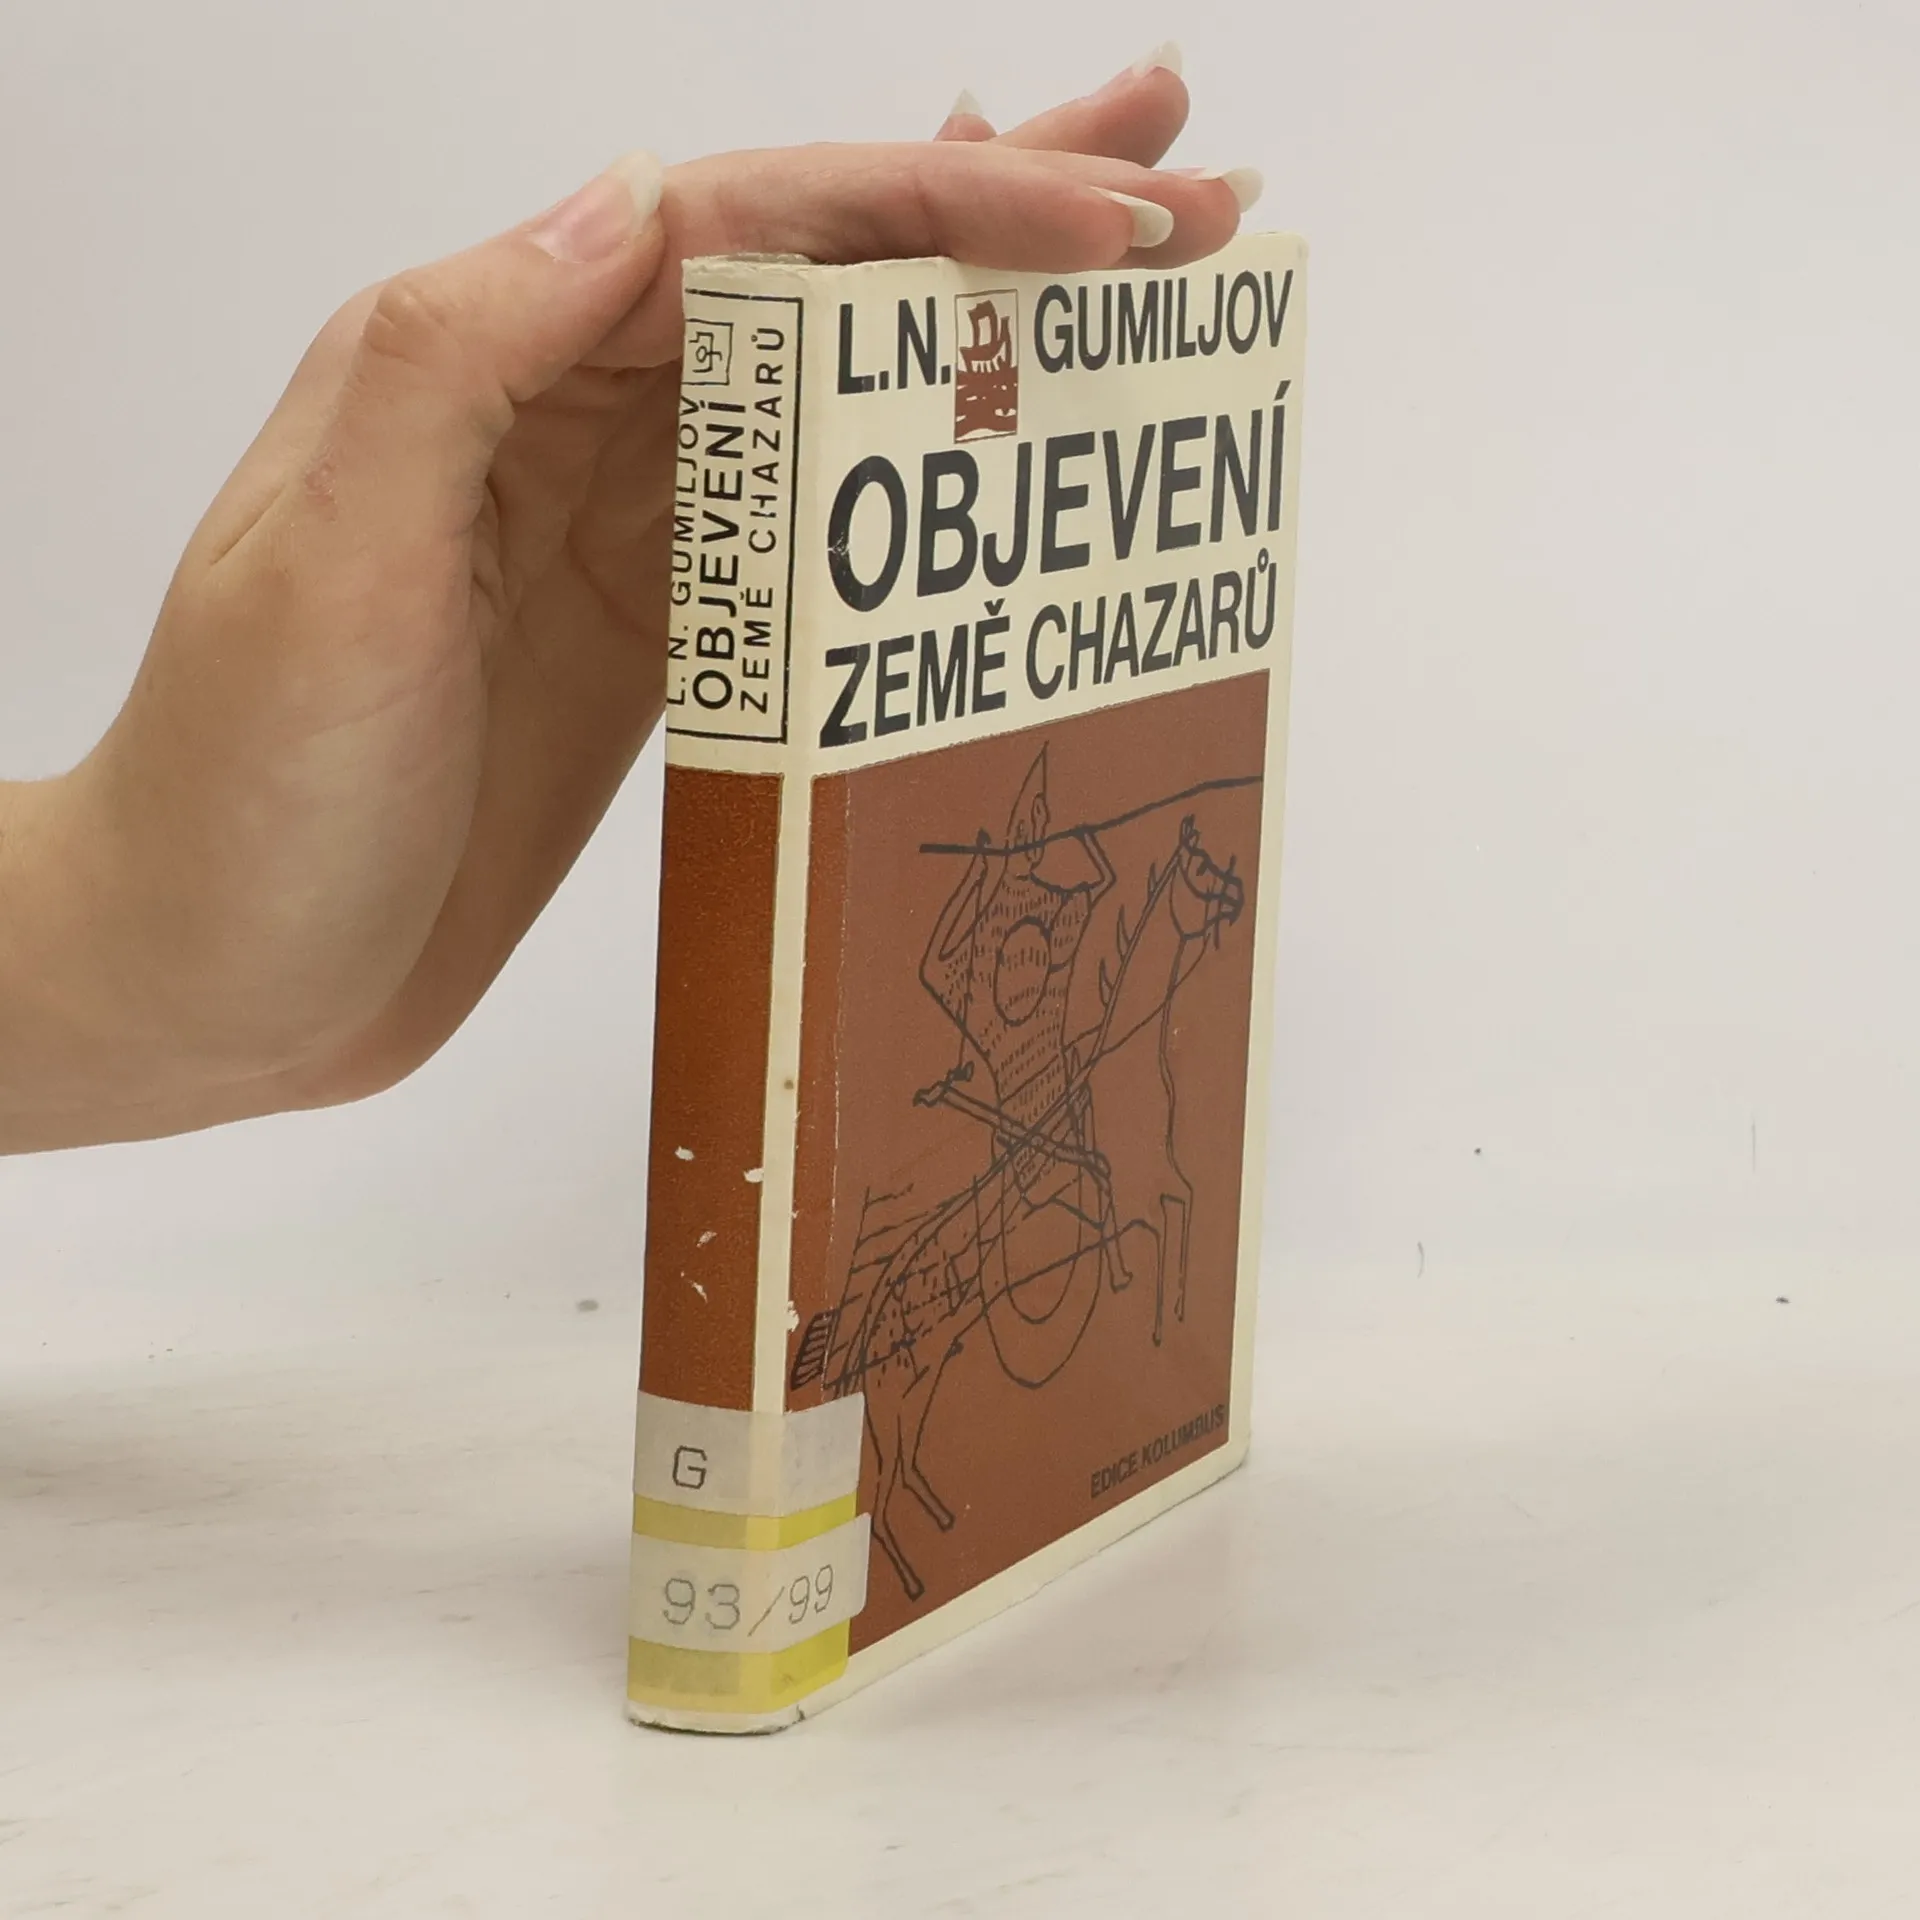 L. N. GUMILJOV
OBJEVENÍ
ZEMĚ CHAZARŮ
L.N. GUMILJOV
OBJEVENÍ
ZEMĚ CHAZARŮ
EDICE KOLUMBUS
G
93/99